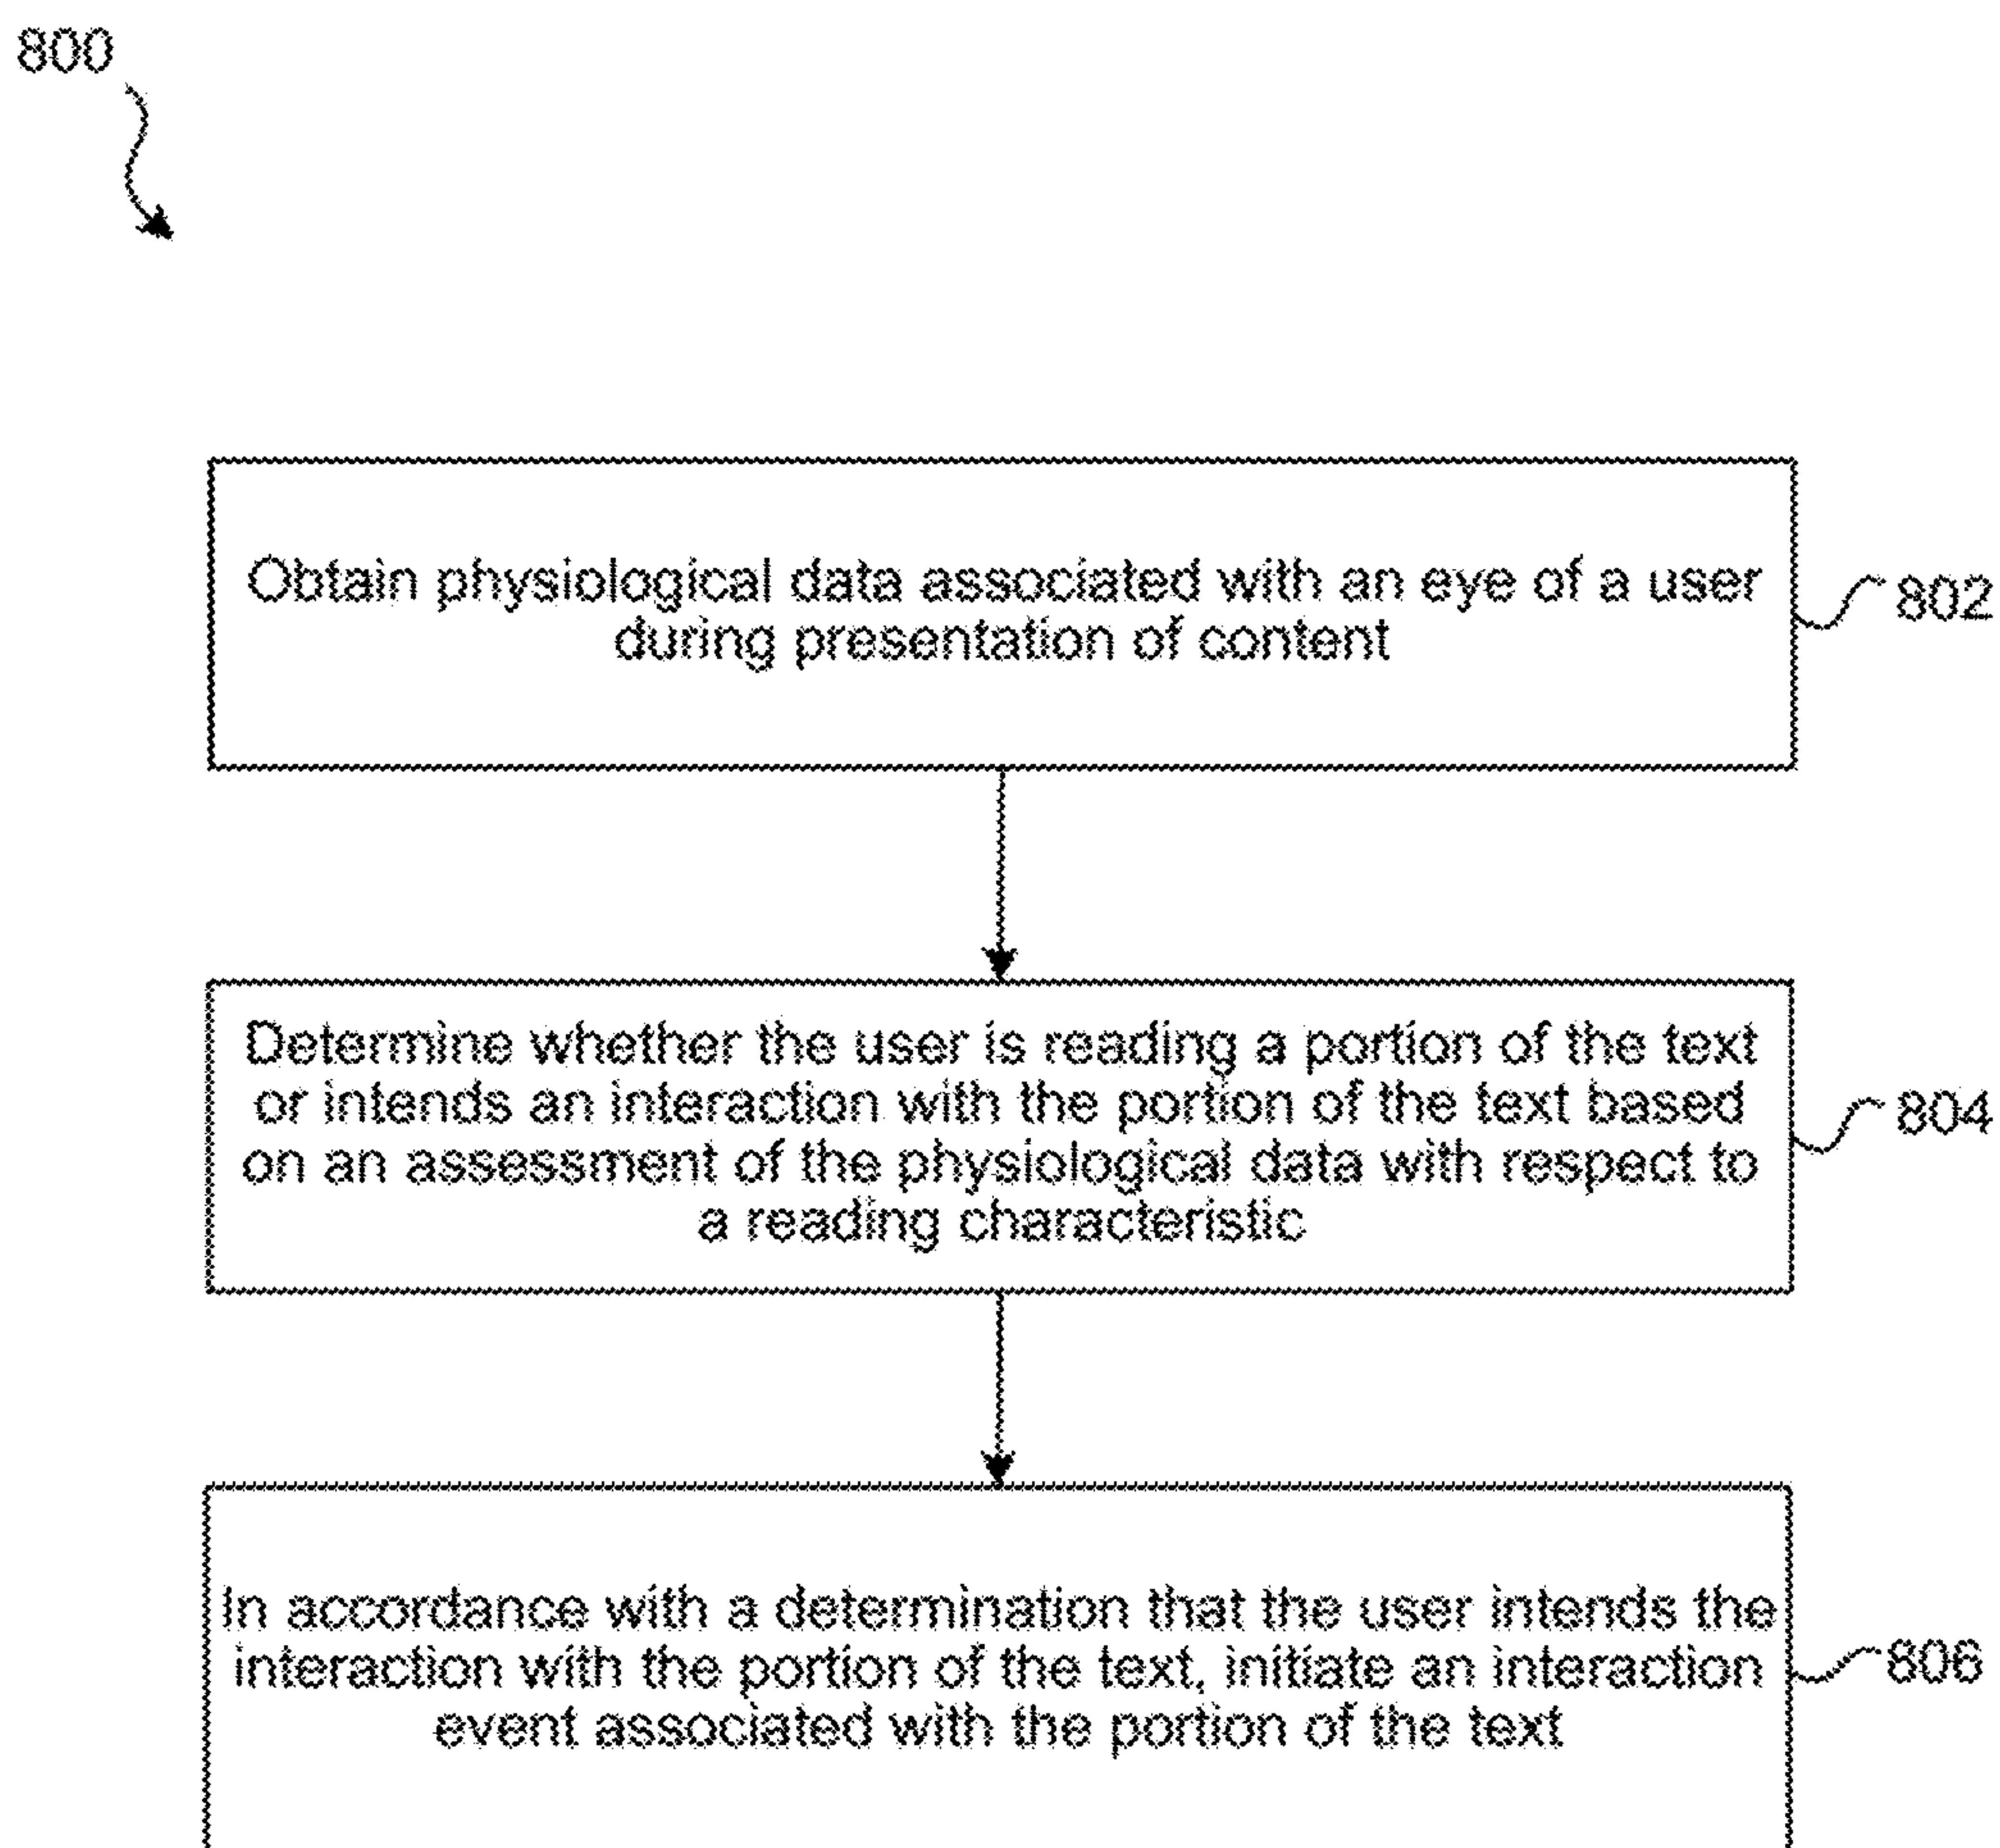 800
Obtain physiological data associated with an eye of a user
during presentation of content
802
Determine whether the user is reading a portion of the text
or intends an interaction with the portion of the text based
on an assessment of the physiological data with respect to
a reading characteristic
804
In accordance with a determination that the user intends the
interaction with the portion of the text, initiate an interaction
event associated with the portion of the text
806